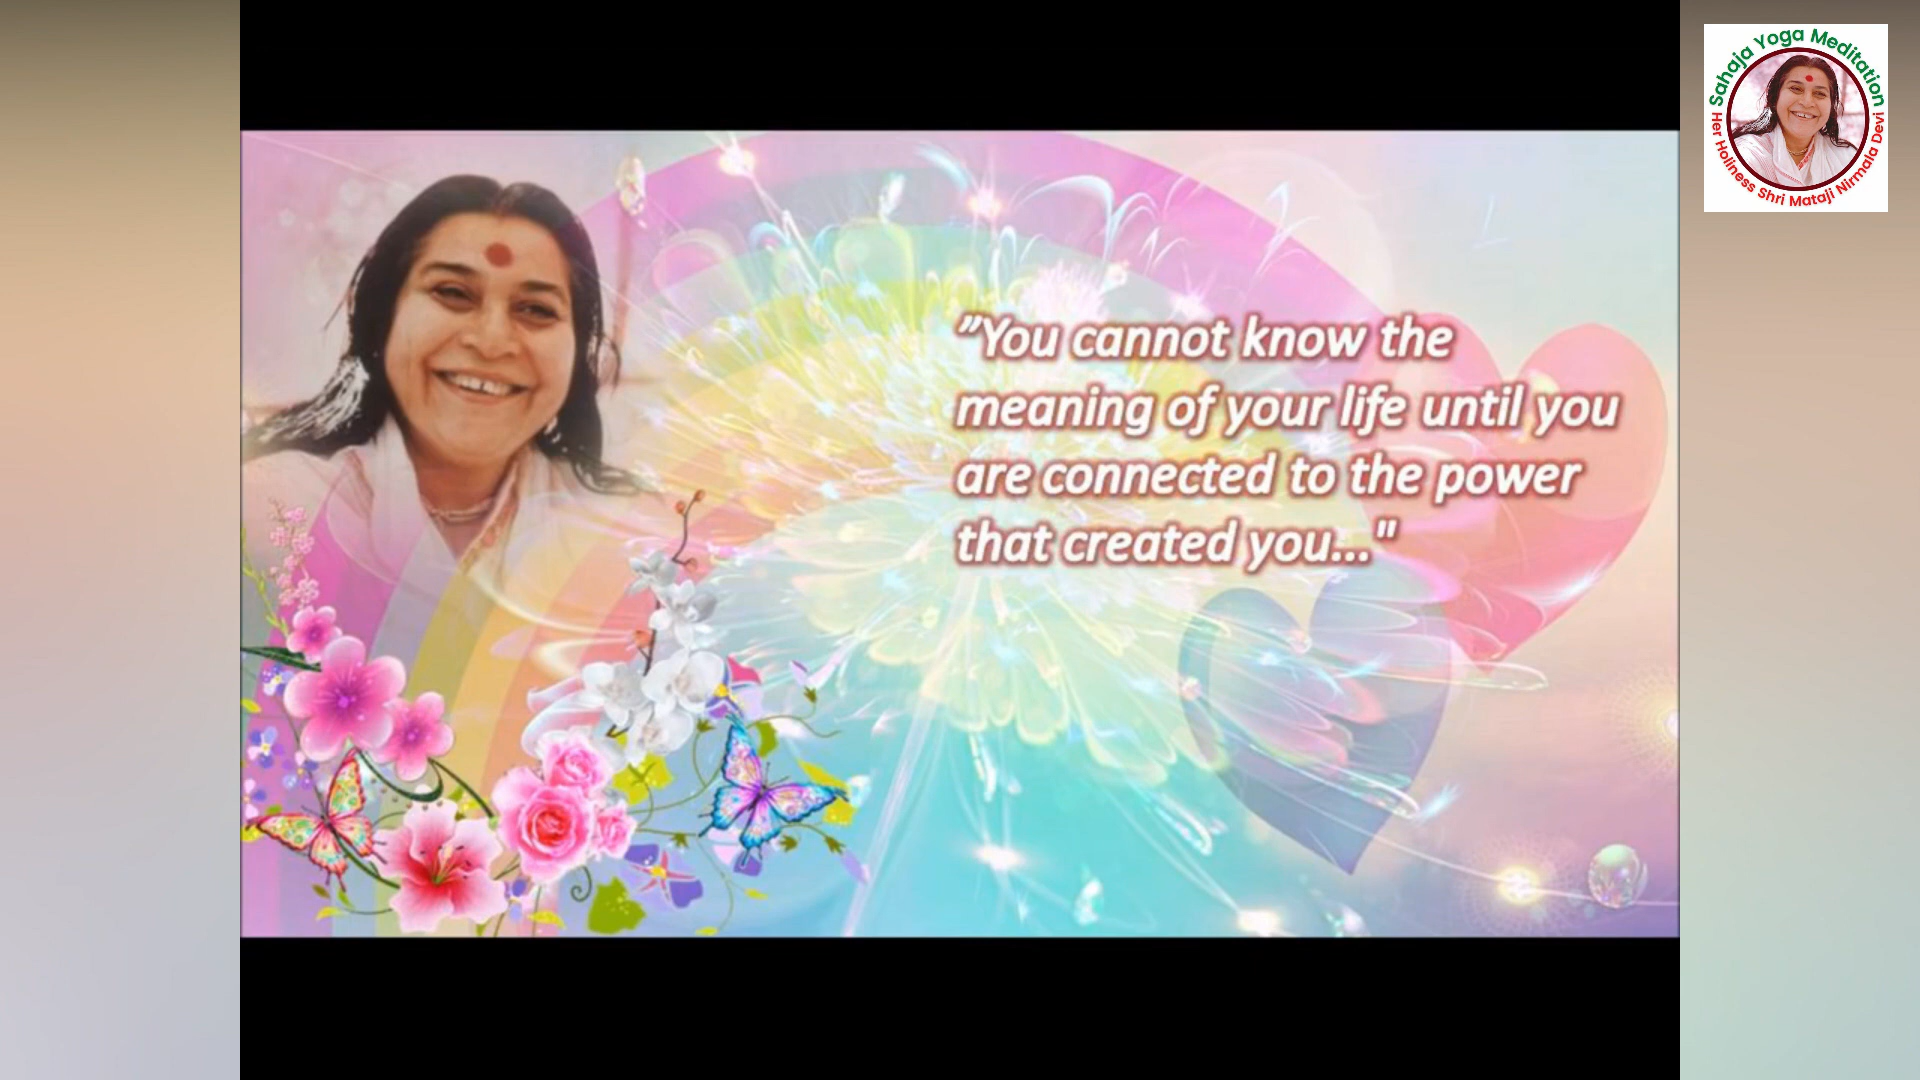 "You cannot know the
meaning of your life until you
are connected to the power
that created you..."
Sahaja Yoga Meditation
Her Holiness Shri Mataji Nirmala Devi